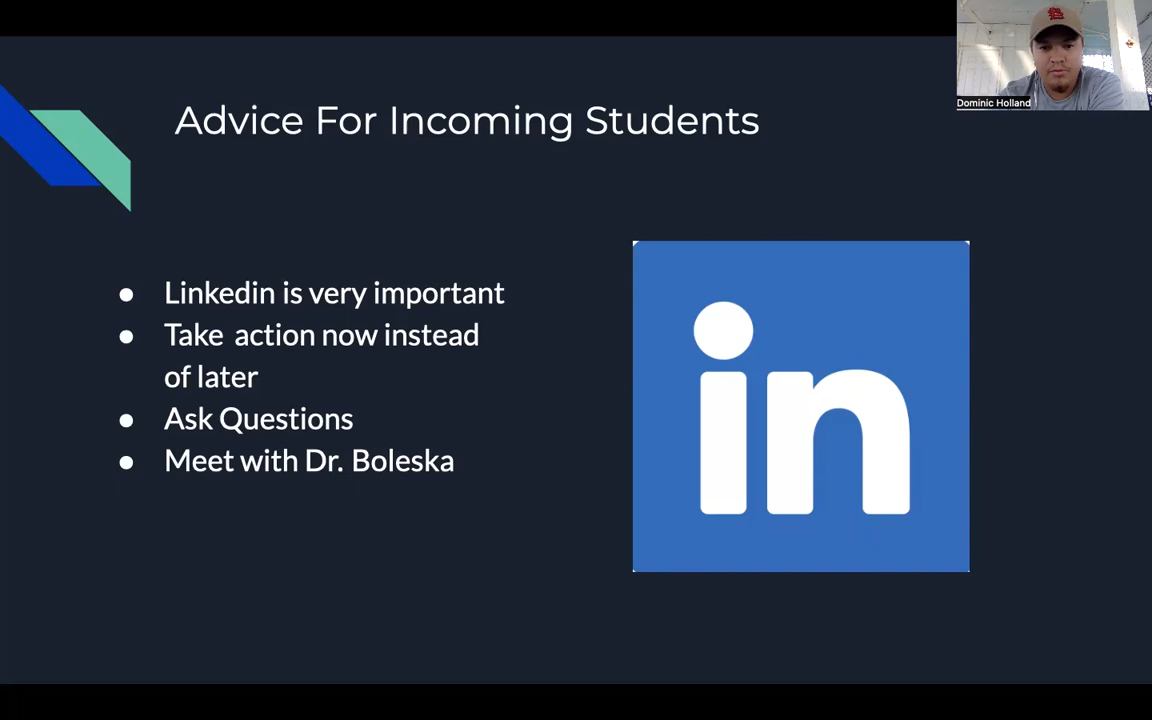 Advice For Incoming Students
Dominic Holland
● Linkedin is very important
● Take action now instead
of later
● Ask Questions
● Meet with Dr. Boleska
in